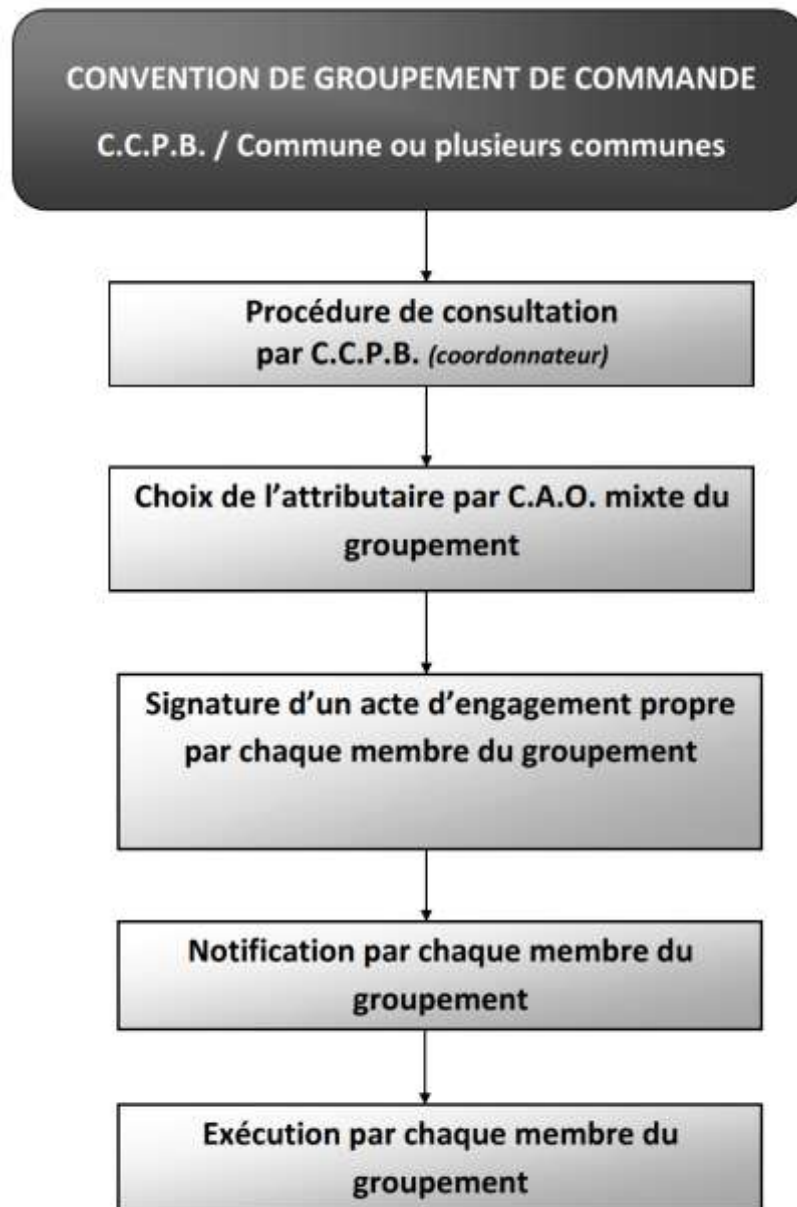 CONVENTION DE GROUPEMENT DE COMMANDE
C.C.P.B. / Commune ou plusieurs communes
Procédure de consultation
par C.C.P.B. (coordonnateur)
Choix de l’attributaire par C.A.O. mixte du
groupement
Signature d’un acte d’engagement propre
par chaque membre du groupement
Notification par chaque membre du
groupement
Exécution par chaque membre du
groupement